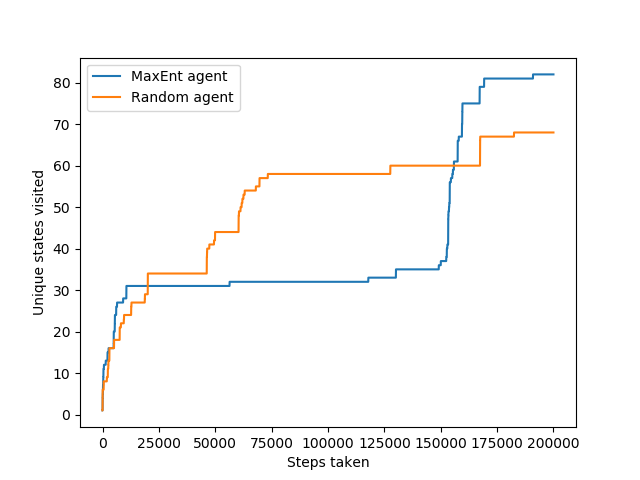 MaxEnt agent
Random agent
Unique states visited
80
70
60
50
40
30
20
10
0
0 25000 50000 75000 100000 125000 150000 175000 200000
Steps taken